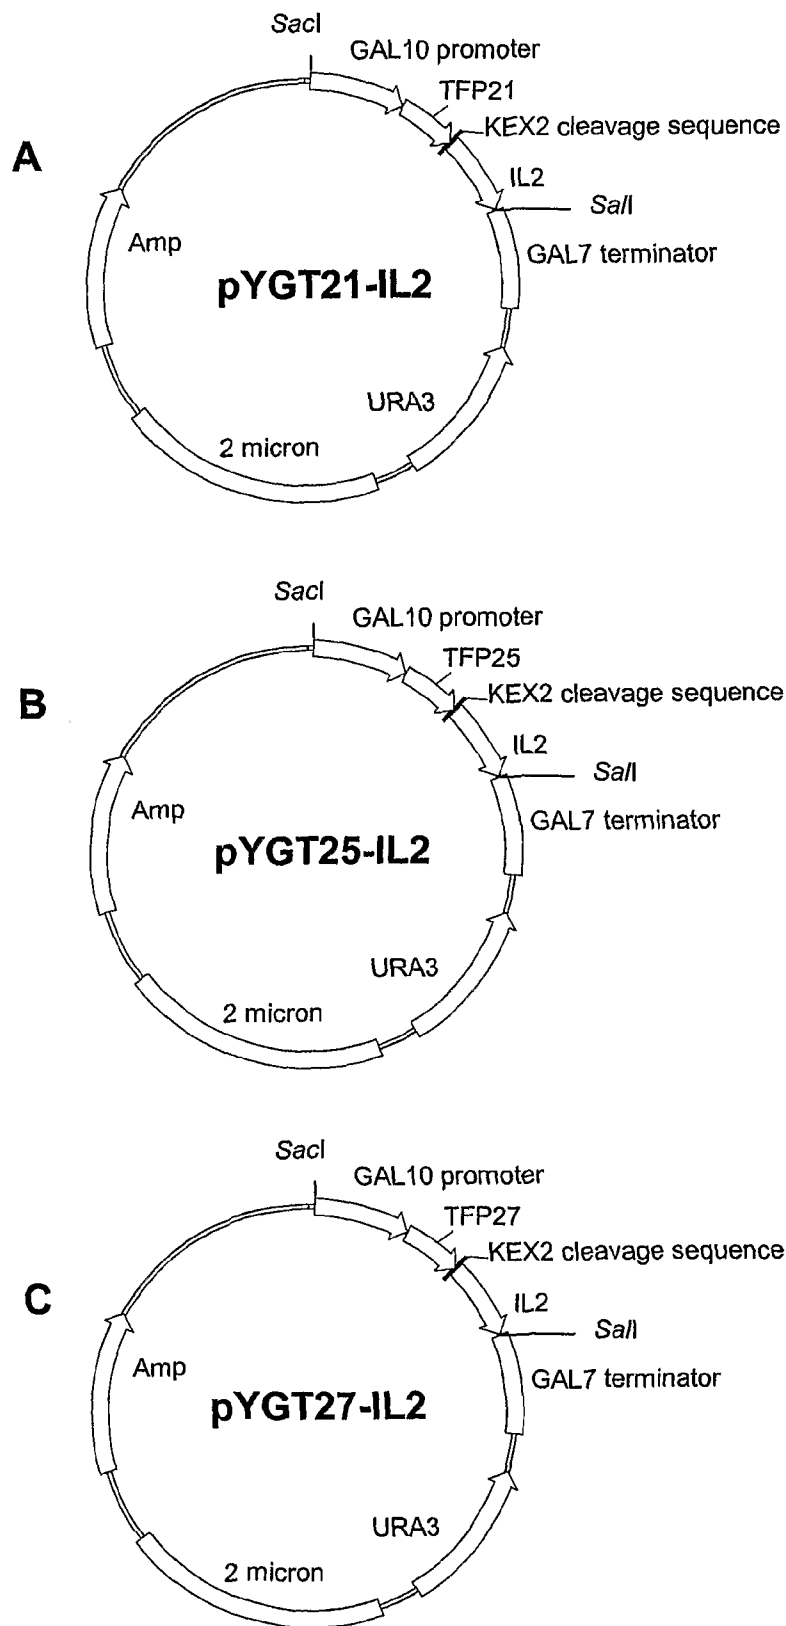 SacI
GAL10 promoter
TFP21
KEX2 cleavage sequence
A
IL2
SalI
Amp
GAL7 terminator
pYGT21-IL2
URA3
2 micron
SacI
GAL10 promoter
TFP25
KEX2 cleavage sequence
B
IL2
SalI
Amp
GAL7 terminator
pYGT25-IL2
URA3
2 micron
SacI
GAL10 promoter
TFP27
KEX2 cleavage sequence
C
IL2
SalI
Amp
GAL7 terminator
pYGT27-IL2
URA3
2 micron